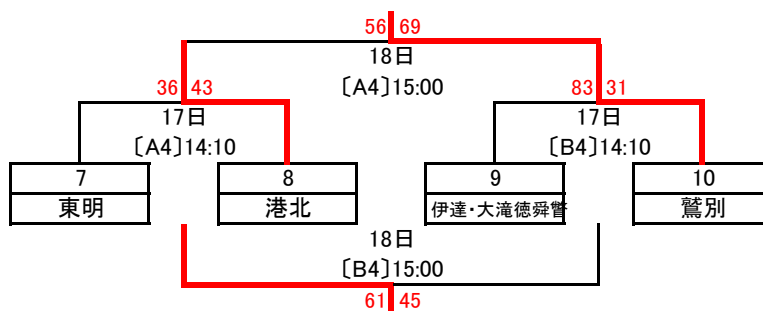 56 69
18日
〔A4〕15:00
36 43
83 31
17日
〔A4〕14:10
17日
〔B4〕14:10
7
東明
8
港北
9
伊達・大滝徳舜瞥
10
鷲別
18日
〔B4〕15:00
61 45